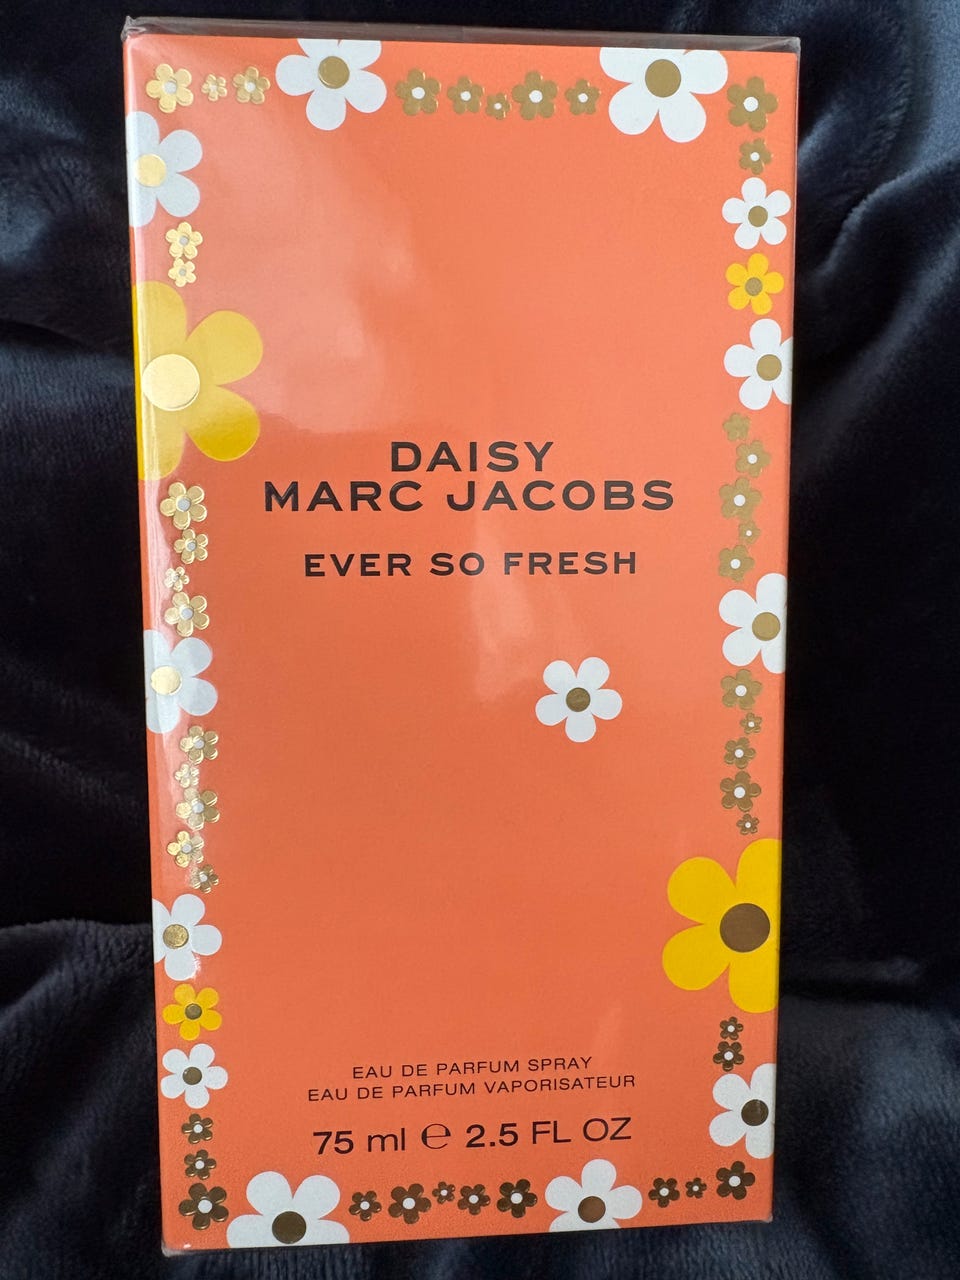 DAISY
MARC JACOBS
EVER SO FRESH
EAU DE PARFUM SPRAY
EAU DE PARFUM VAPORISATEUR
75 ml ℮ 2.5 FL OZ